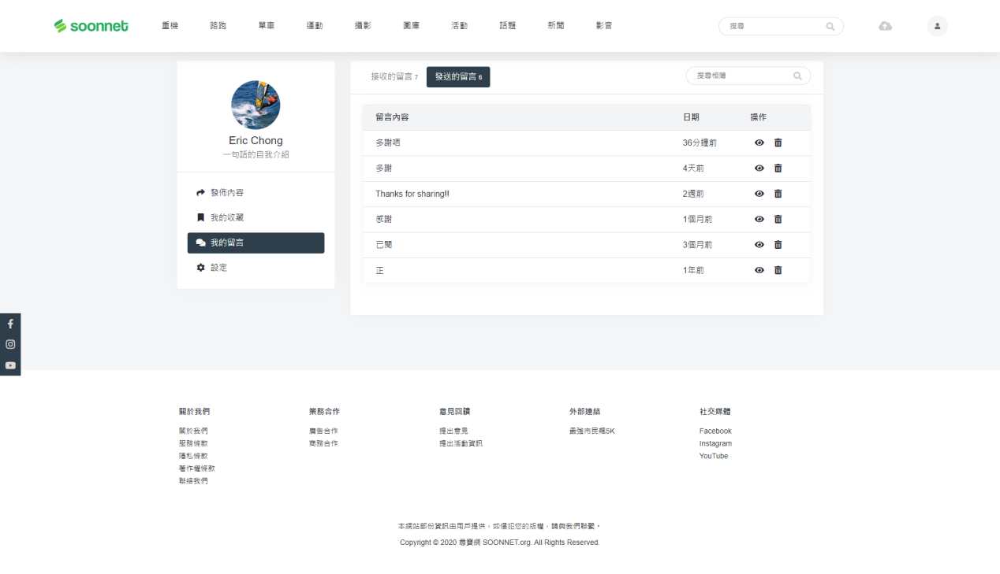 soonnet
重機 路跑 單車 運動 攝影 圖庫 活動 話題 新聞 影音
搜尋
接收的留言 7 發送的留言 6
搜尋相簿
Eric Chong
一句話的自我介紹
發佈內容
我的收藏
我的留言
設定
留言內容 日期 操作
多謝哂 36分鐘前
多謝 4天前
Thanks for sharing!! 2週前
感謝 1個月前
已閱 3個月前
正 1年前
關於我們
關於我們
服務條款
隱私條款
著作權條款
聯絡我們
業務合作
廣告合作
商務合作
意見回饋
提出意見
提出活動資訊
外部連結
最強市民飆5K
社交媒體
Facebook
Instagram
YouTube
本網站部份資訊由用戶提供，如侵犯您的版權，請與我們聯繫。
Copyright © 2020 尋寶網 SOONNET.org. All Rights Reserved.